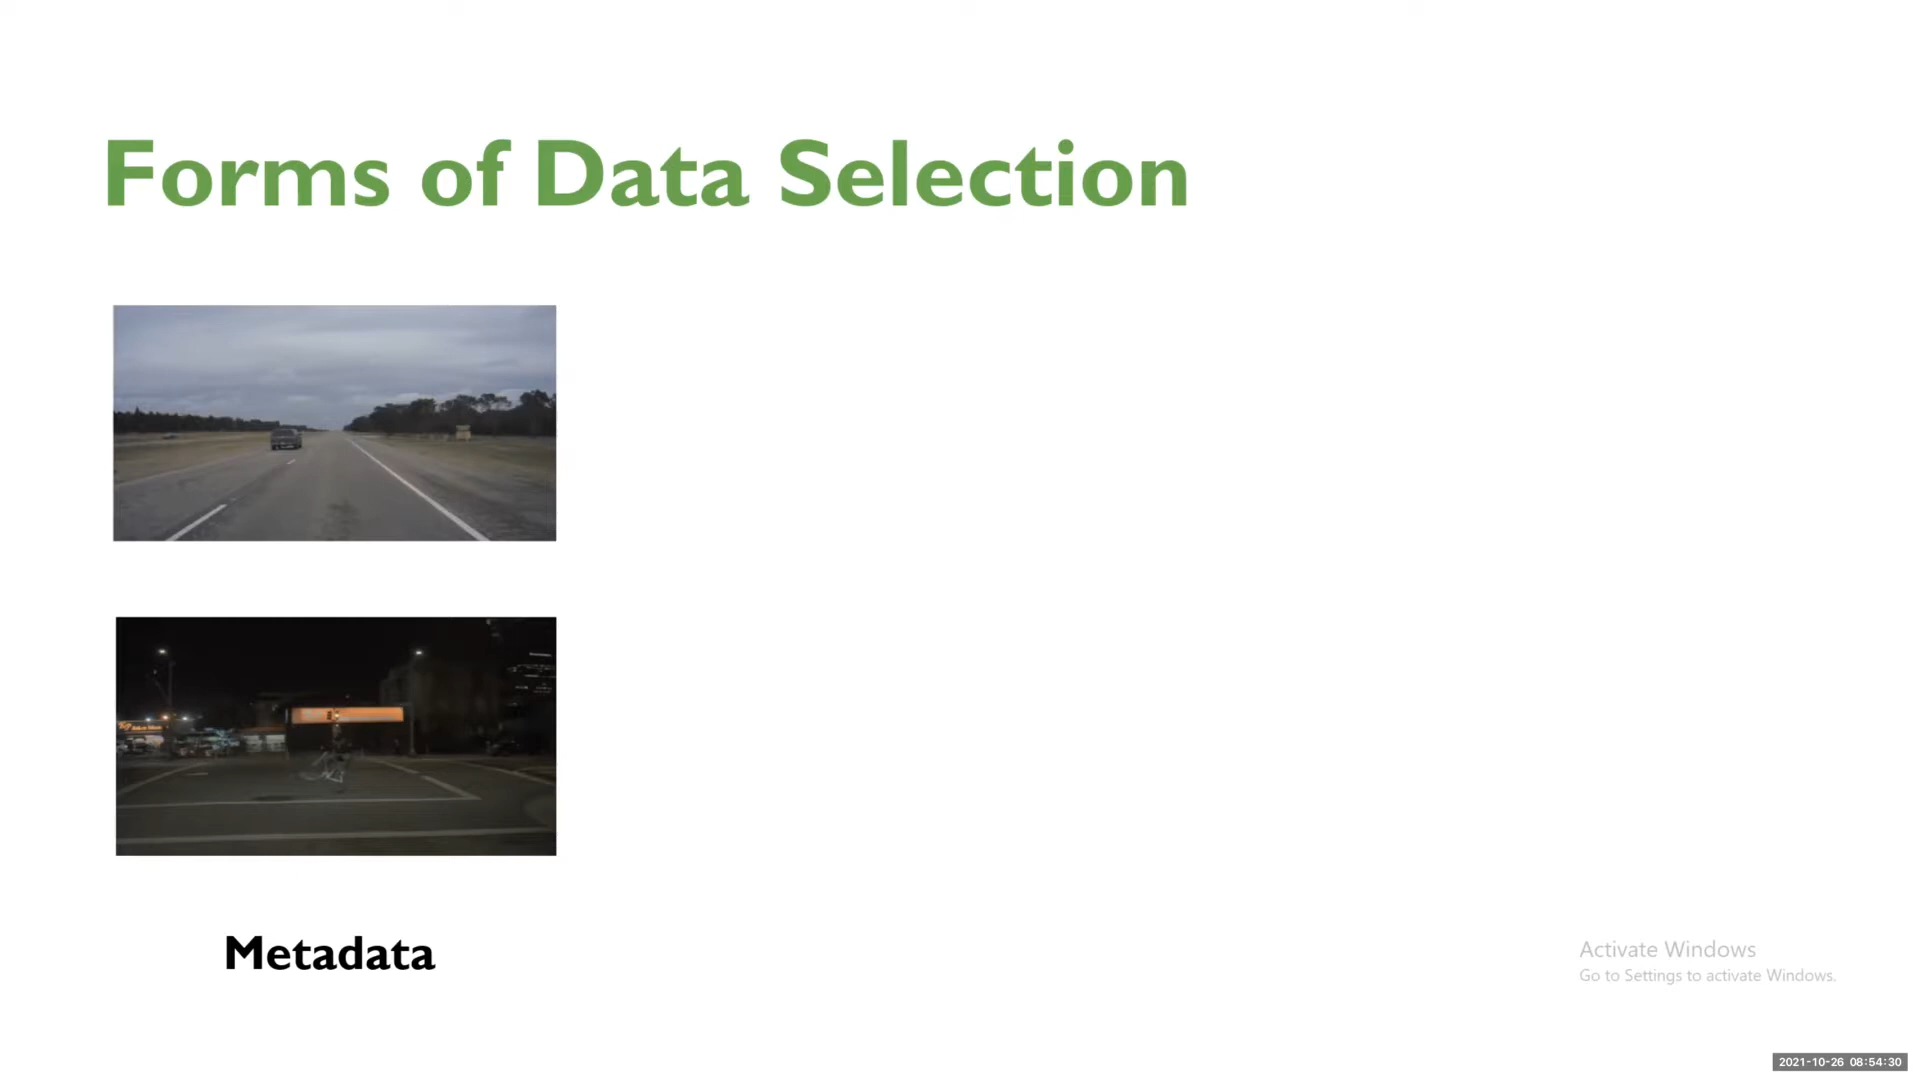 Forms of Data Selection
Metadata
Activate Windows
Go to Settings to activate Windows.
2021-10-26 08:54:30